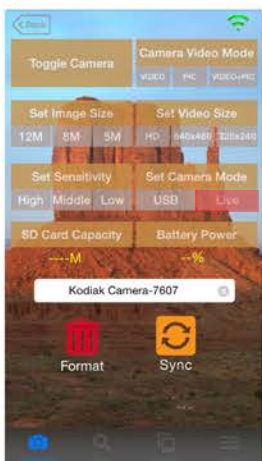 Back
Toggle Camera
Camera Video Mode
VIDEO PIC VIDEO+PIC
Set Image Size
Set Video Size
12M 8M 5M
HD 640x480 320x240
Set Sensitivity
Set Camera Mode
High Middle Low
USB Live
SD Card Capacity
Battery Power
----M
--%
Kodiak Camera-7607
Format
Sync